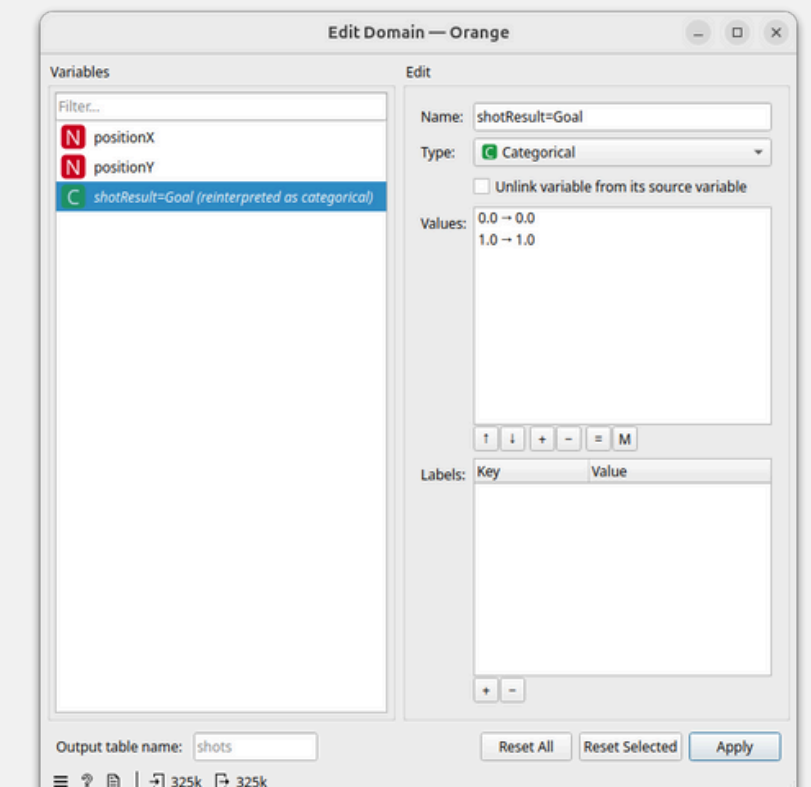 Edit Domain — Orange
Variables
Filter...
N positionX
N positionY
C shotResult=Goal (reinterpreted as categorical)
Edit
Name: shotResult=Goal
Type: C Categorical
Unlink variable from its source variable
Values: 0.0 → 0.0
1.0 → 1.0
↑ ↓ + − = M
Labels: Key Value
+ −
Output table name: shots
Reset All Reset Selected Apply
325k 325k